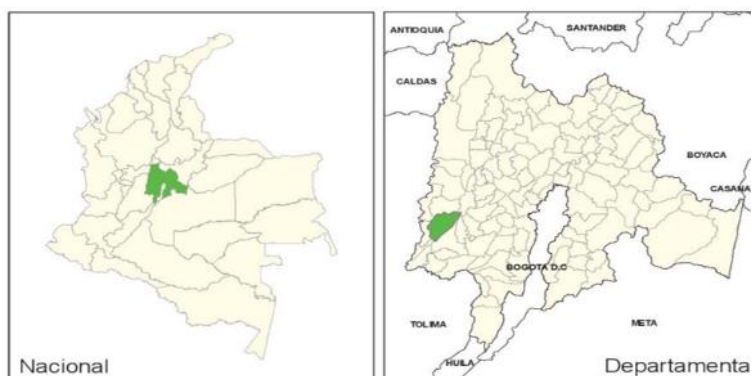 Nacional
ANTIOQUIA
SANTANDER
CALDAS
BOYACA
CASANA
BOGOTA D.C
TOLIMA
META
HUILA
Departamenta